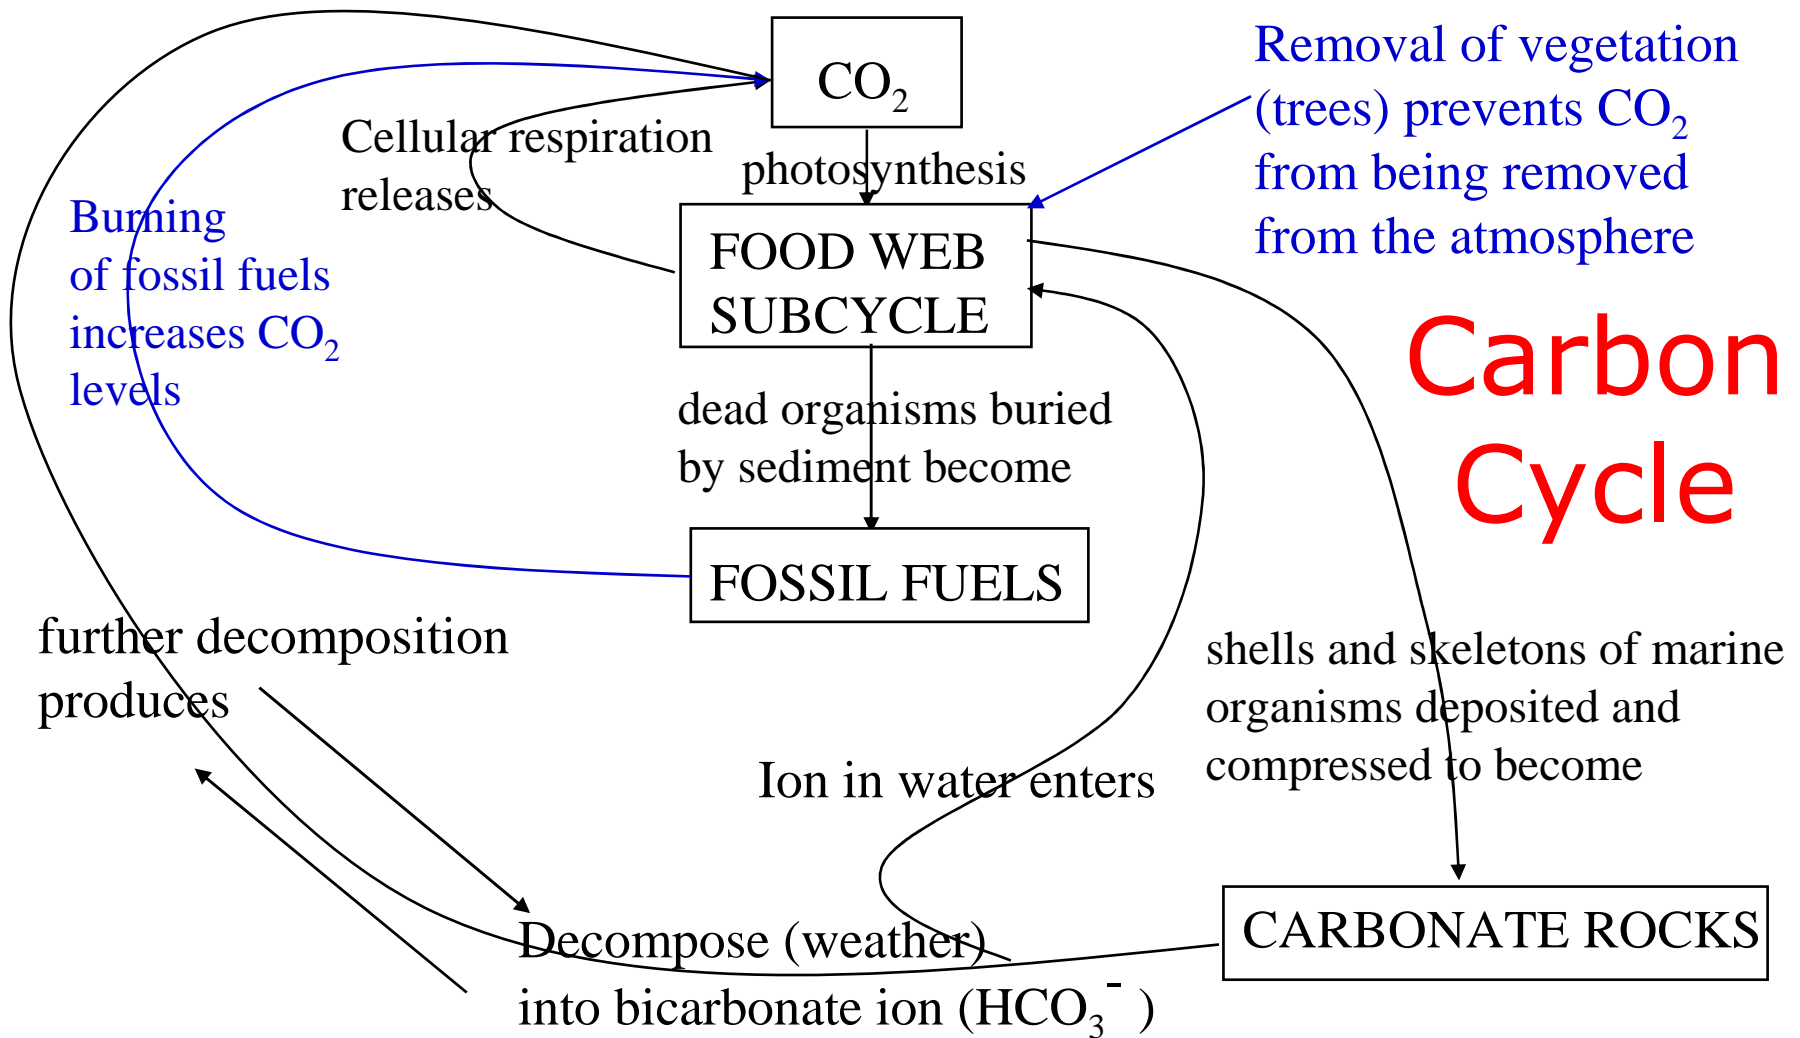 CO₂
Removal of vegetation
(trees) prevents CO₂
from being removed
from the atmosphere
Cellular respiration
releases
photosynthesis
Burning
of fossil fuels
increases CO₂
levels
FOOD WEB
SUBCYCLE
Carbon
Cycle
dead organisms buried
by sediment become
FOSSIL FUELS
further decomposition
produces
shells and skeletons of marine
organisms deposited and
compressed to become
Ion in water enters
CARBONATE ROCKS
Decompose (weather)
into bicarbonate ion (HCO₃⁻ )